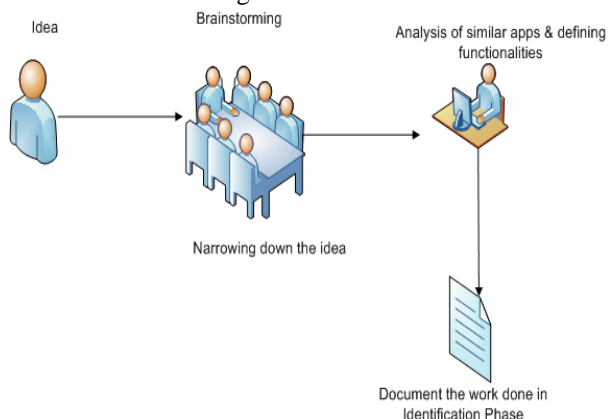 Idea
Brainstorming
Analysis of similar apps & defining
functionalities
Narrowing down the idea
Document the work done in
Identification Phase